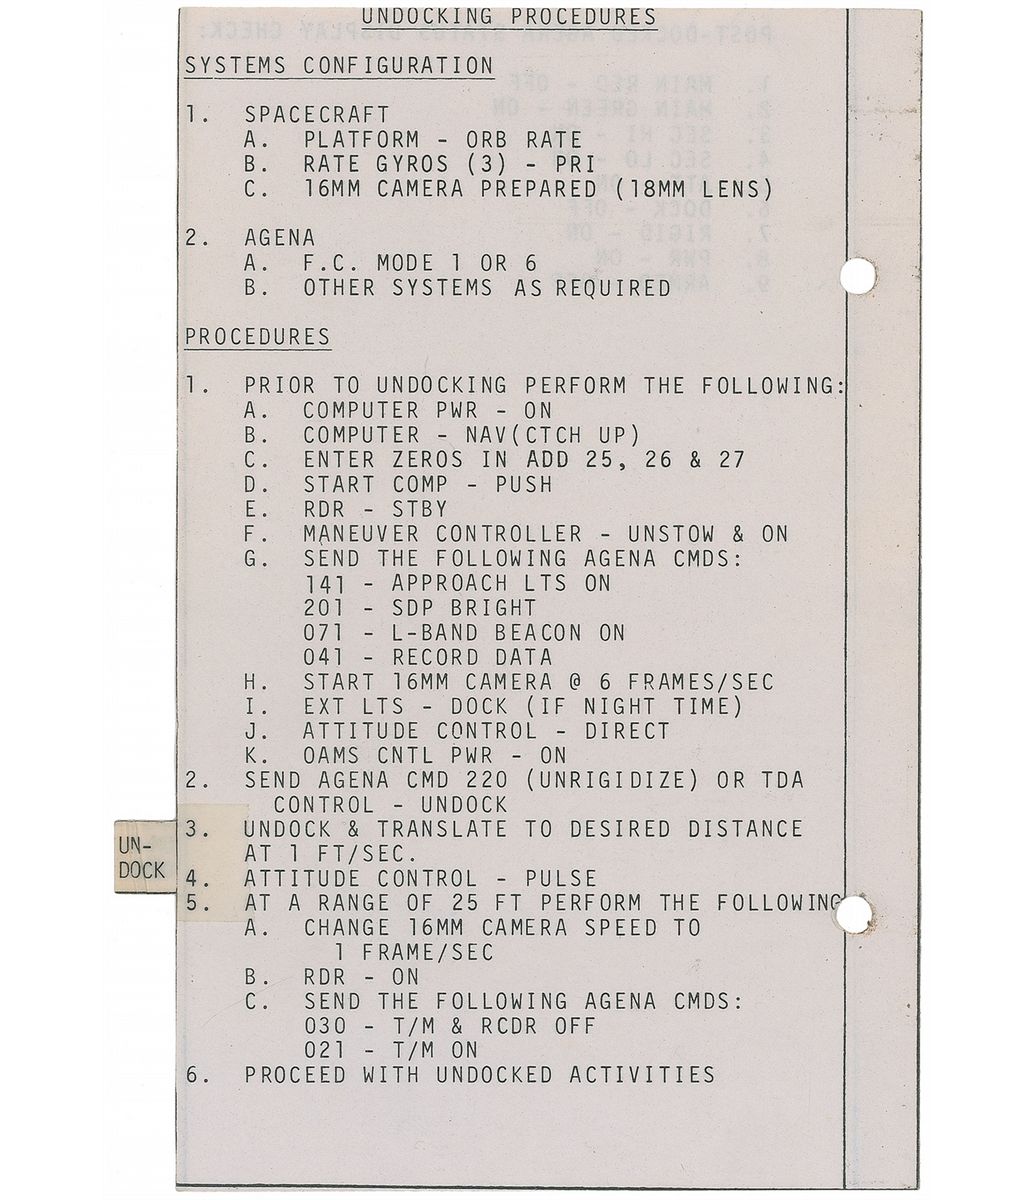 UNDOCKING PROCEDURES
SYSTEMS CONFIGURATION
1. SPACECRAFT
A. PLATFORM - ORB RATE
B. RATE GYROS (3) - PRI
C. 16MM CAMERA PREPARED (18MM LENS)
2. AGENA
A. F.C. MODE 1 OR 6
B. OTHER SYSTEMS AS REQUIRED
PROCEDURES
1. PRIOR TO UNDOCKING PERFORM THE FOLLOWING:
A. COMPUTER PWR - ON
B. COMPUTER - NAV(CTCH UP)
C. ENTER ZEROS IN ADD 25, 26 & 27
D. START COMP - PUSH
E. RDR - STBY
F. MANEUVER CONTROLLER - UNSTOW & ON
G. SEND THE FOLLOWING AGENA CMDS:
141 - APPROACH LTS ON
201 - SDP BRIGHT
071 - L-BAND BEACON ON
041 - RECORD DATA
H. START 16MM CAMERA @ 6 FRAMES/SEC
I. EXT LTS - DOCK (IF NIGHT TIME)
J. ATTITUDE CONTROL - DIRECT
K. OAMS CNTL PWR - ON
2. SEND AGENA CMD 220 (UNRIGIDIZE) OR TDA
CONTROL - UNDOCK
3. UNDOCK & TRANSLATE TO DESIRED DISTANCE
AT 1 FT/SEC.
4. ATTITUDE CONTROL - PULSE
5. AT A RANGE OF 25 FT PERFORM THE FOLLOWING
A. CHANGE 16MM CAMERA SPEED TO
1 FRAME/SEC
B. RDR - ON
C. SEND THE FOLLOWING AGENA CMDS:
030 - T/M & RCDR OFF
021 - T/M ON
6. PROCEED WITH UNDOCKED ACTIVITIES
UN-
DOCK